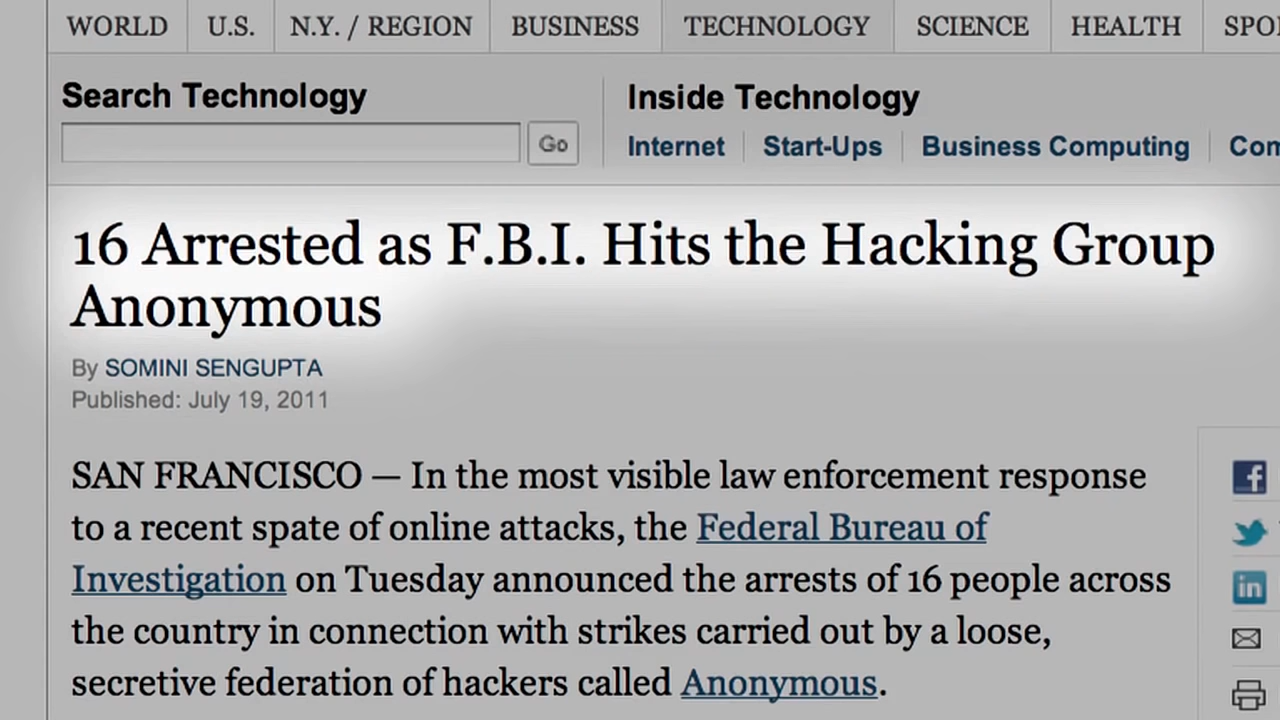 WORLD U.S. N.Y. / REGION BUSINESS TECHNOLOGY SCIENCE HEALTH
Search Technology
Go
Inside Technology
Internet Start-Ups Business Computing
16 Arrested as F.B.I. Hits the Hacking Group
Anonymous
By SOMINI SENGUPTA
Published: July 19, 2011
SAN FRANCISCO — In the most visible law enforcement response
to a recent spate of online attacks, the Federal Bureau of
Investigation on Tuesday announced the arrests of 16 people across
the country in connection with strikes carried out by a loose,
secretive federation of hackers called Anonymous.
f
in